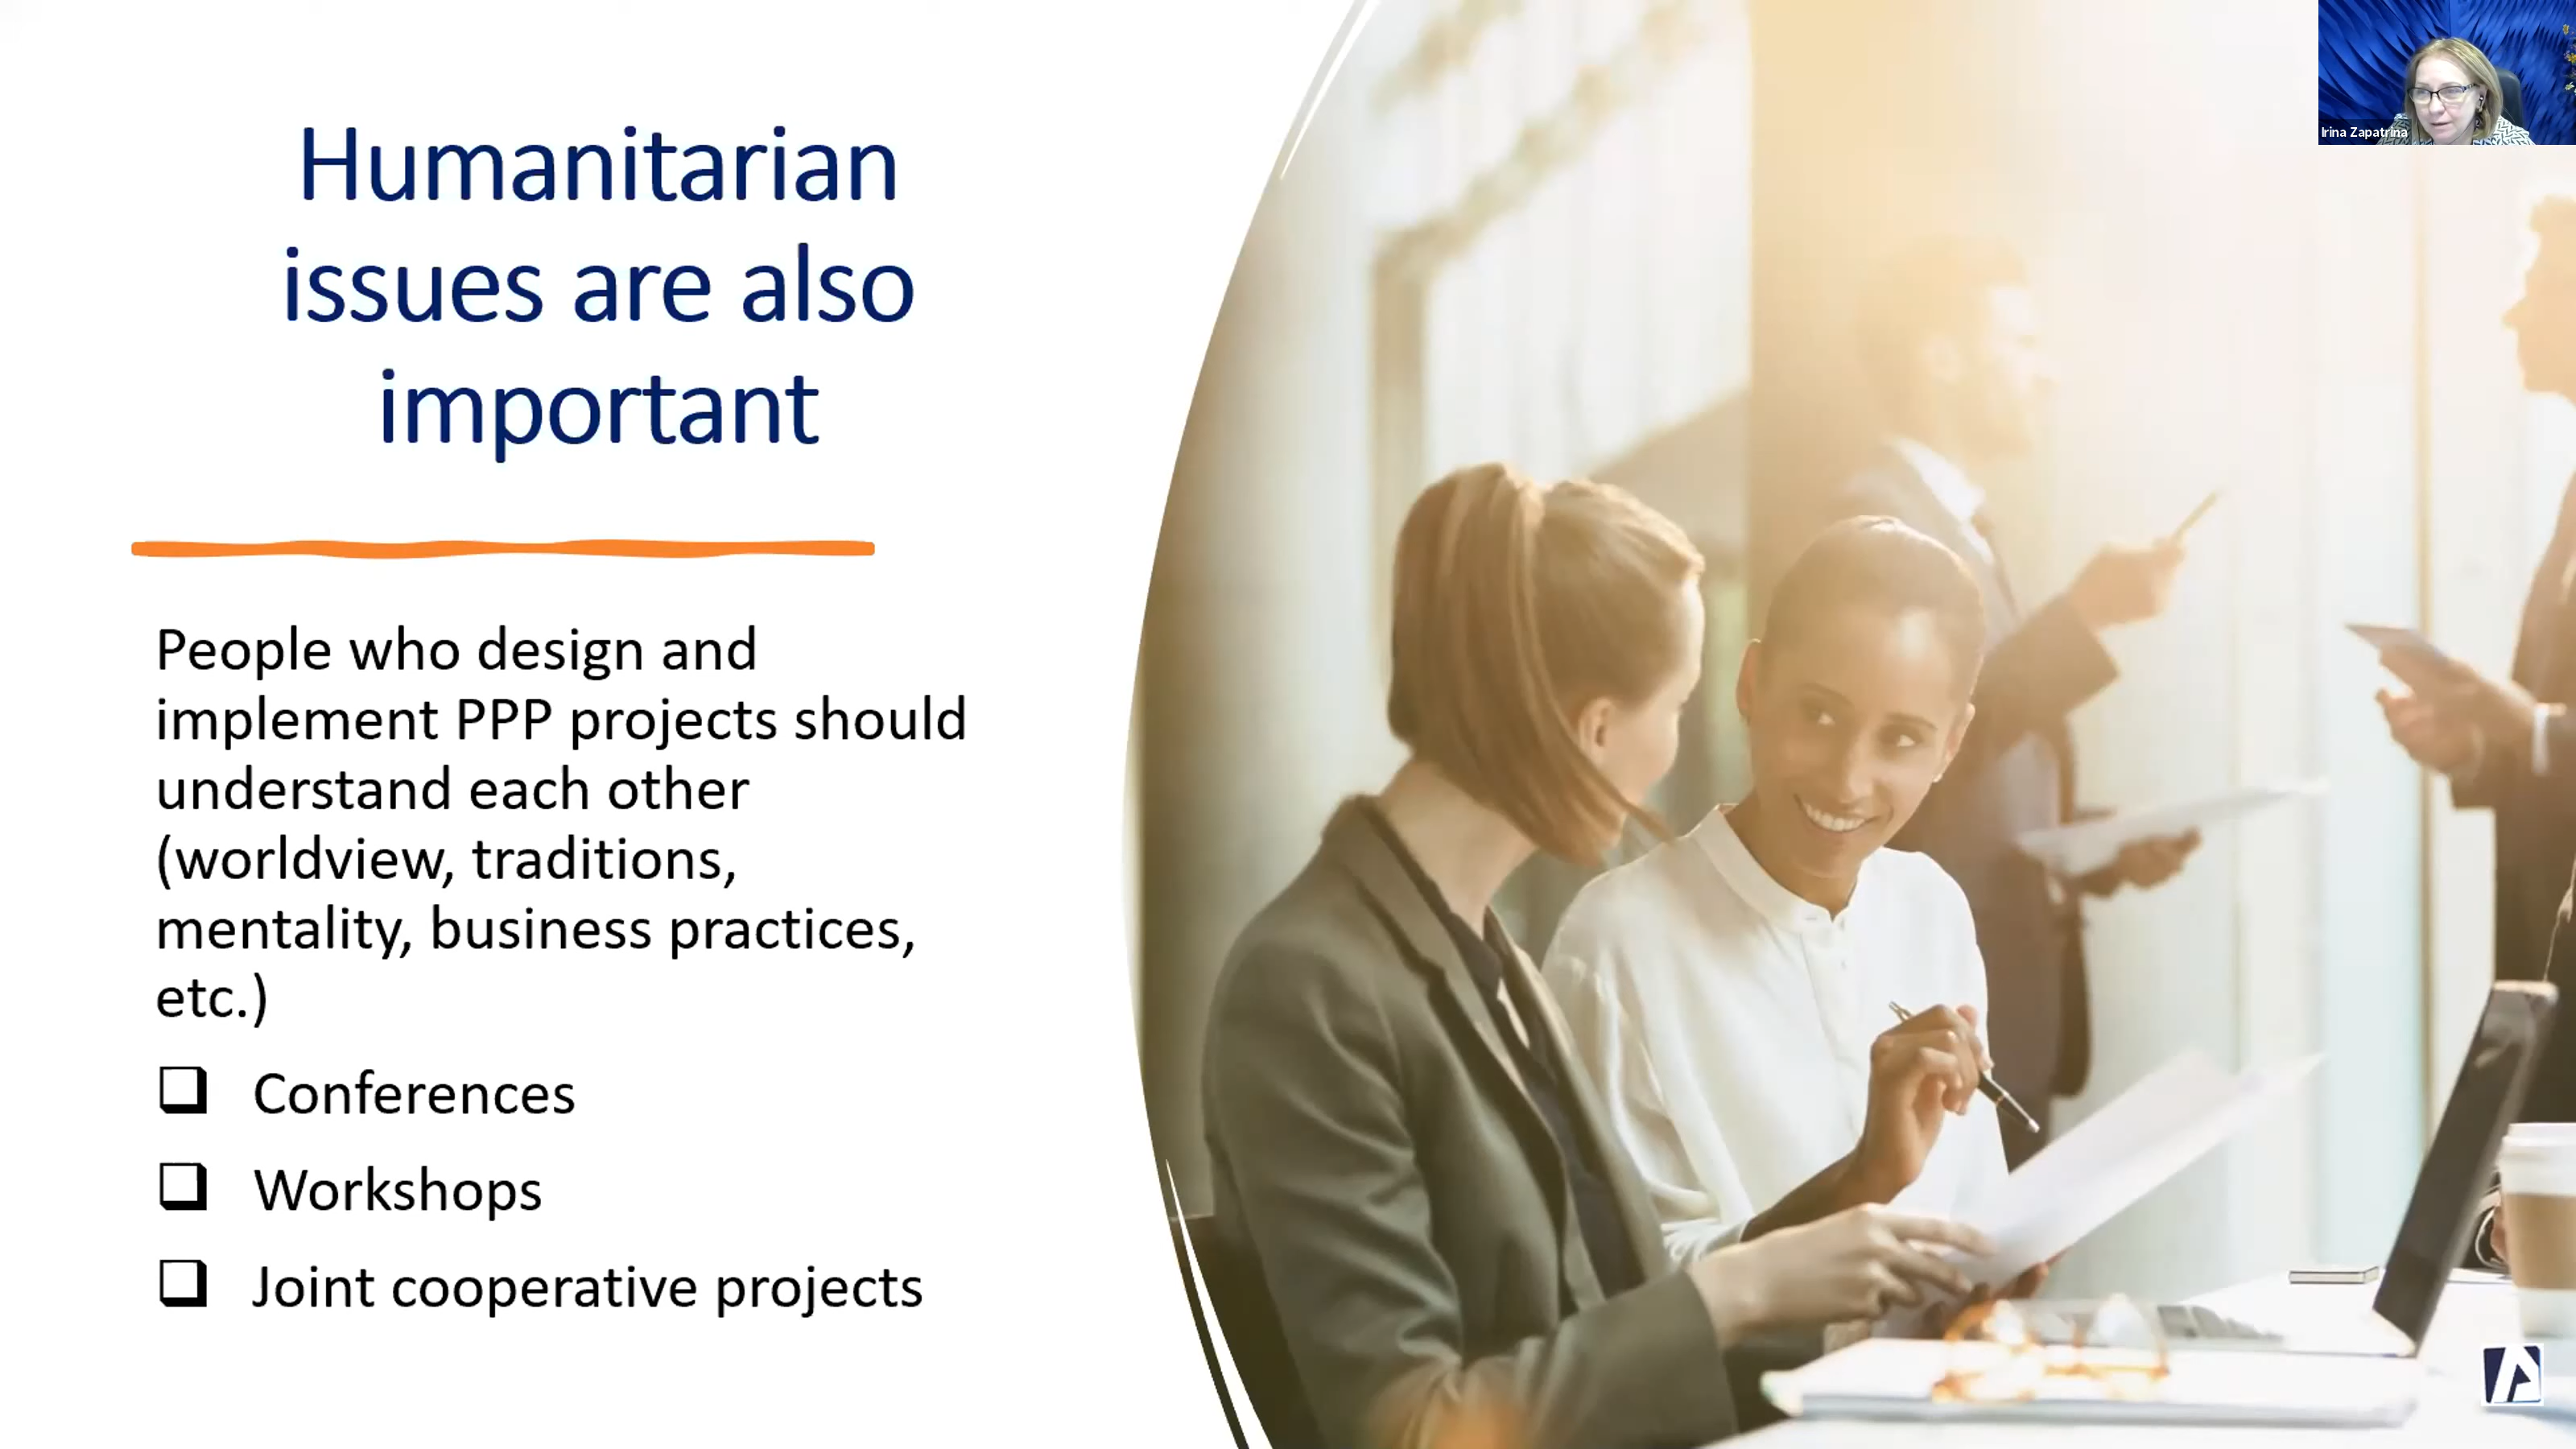 Humanitarian
issues are also
important
People who design and
implement PPP projects should
understand each other
(worldview, traditions,
mentality, business practices,
etc.)
Conferences
Workshops
Joint cooperative projects
Irina Zapatrina